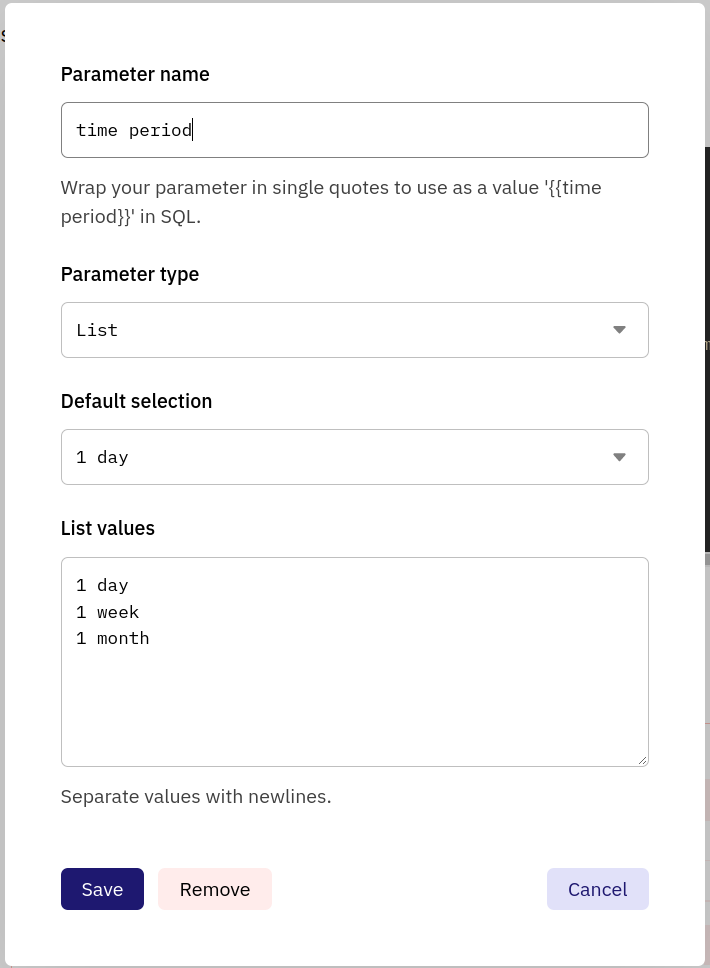 Parameter name
time period
Wrap your parameter in single quotes to use as a value '{{time
period}}' in SQL.
Parameter type
List
Default selection
1 day
List values
1 day
1 week
1 month
Separate values with newlines.
Save
Remove
Cancel